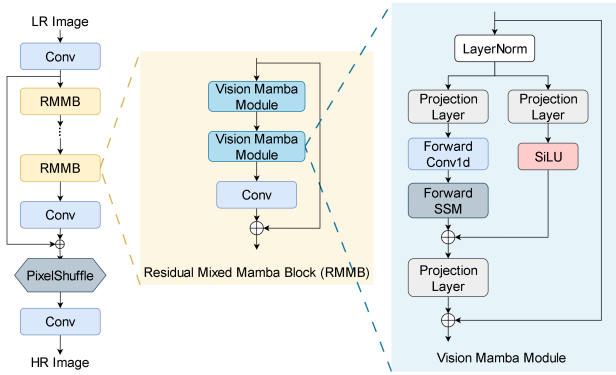 LR Image
Conv
RMMB
RMMB
Conv
PixelShuffle
Conv
HR Image
Vision Mamba
Module
Vision Mamba
Module
Conv
Residual Mixed Mamba Block (RMMB)
LayerNorm
Projection
Layer
Projection
Layer
Forward
Conv1d
SiLU
Forward
SSM
Projection
Layer
Vision Mamba Module